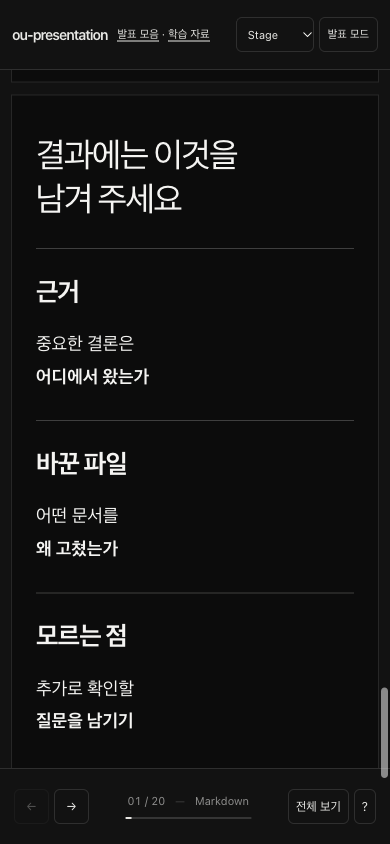 ou-presentation 발표 모음 · 학습 자료 Stage 발표 모드
결과에는 이것을
남겨 주세요
근거
중요한 결론은
어디에서 왔는가
바꾼 파일
어떤 문서를
왜 고쳤는가
모르는 점
추가로 확인할
질문을 남기기
← → 01 / 20 — Markdown 전체 보기 ?